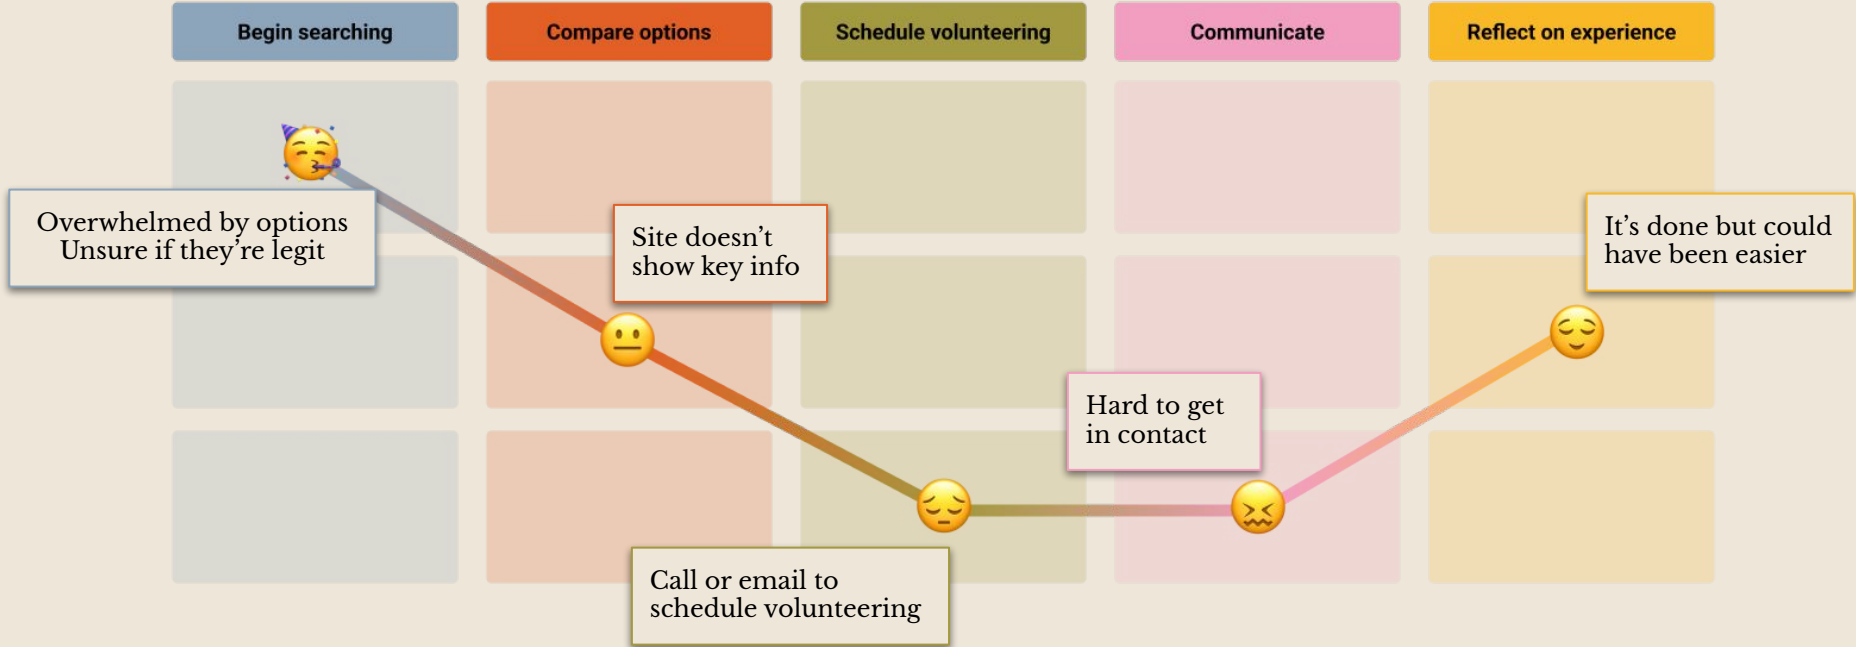 Begin searching
Compare options
Schedule volunteering
Communicate
Reflect on experience
Overwhelmed by options
Unsure if they’re legit
Site doesn’t
show key info
Call or email to
schedule volunteering
Hard to get
in contact
It’s done but could
have been easier